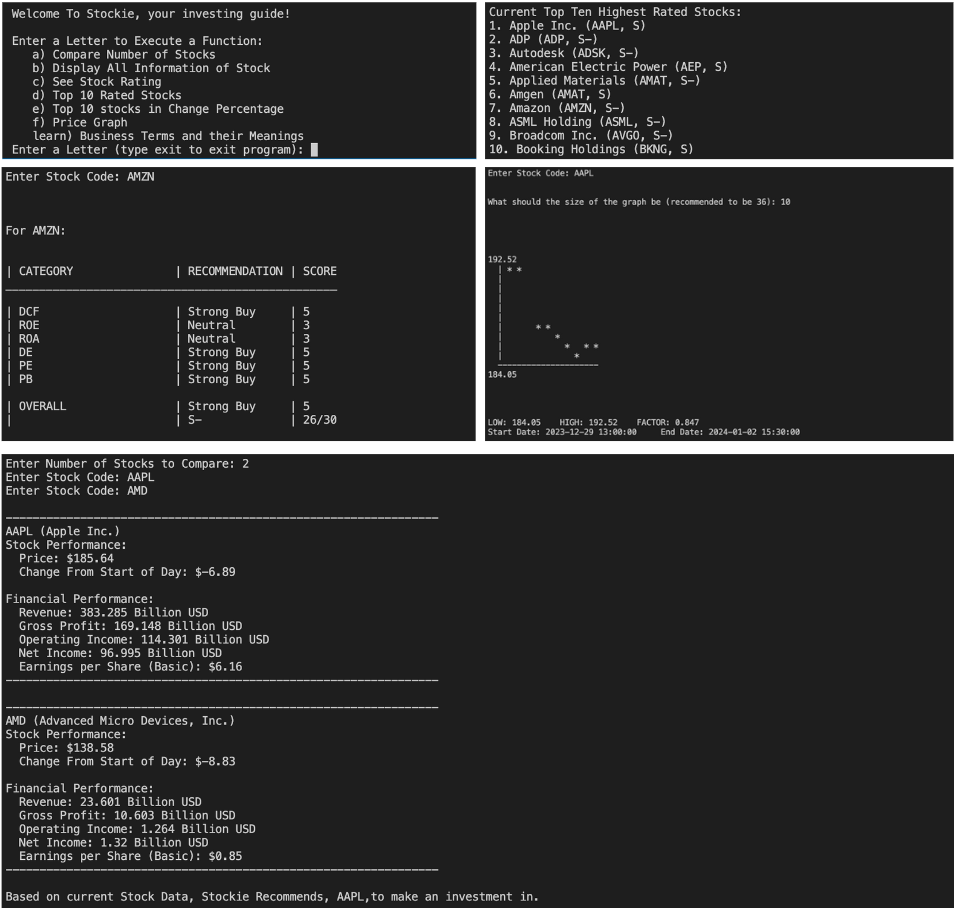 Welcome To Stockie, your investing guide!
Enter a Letter to Execute a Function:
a) Compare Number of Stocks
b) Display All Information of Stock
c) See Stock Rating
d) Top 10 Rated Stocks
e) Top 10 stocks in Change Percentage
f) Price Graph
learn) Business Terms and their Meanings
Enter a Letter (type exit to exit program):
Current Top Ten Highest Rated Stocks:
1. Apple Inc. (AAPL, S)
2. ADP (ADP, S-)
3. Autodesk (ADSK, S-)
4. American Electric Power (AEP, S)
5. Applied Materials (AMAT, S-)
6. Amgen (AMAT, S)
7. Amazon (AMZN, S-)
8. ASML Holding (ASML, S-)
9. Broadcom Inc. (AVGO, S-)
10. Booking Holdings (BKNG, S)
Enter Stock Code: AMZN
For AMZN:
| CATEGORY | RECOMMENDATION | SCORE
| DCF | Strong Buy | 5
| ROE | Neutral | 3
| ROA | Neutral | 3
| DE | Strong Buy | 5
| PE | Strong Buy | 5
| PB | Strong Buy | 5
| OVERALL | Strong Buy | 5
| | S- | 26/30
Enter Stock Code: AAPL
What should the size of the graph be (recommended to be 36): 10
192.52
184.05
LOW: 184.05 HIGH: 192.52 FACTOR: 0.847
Start Date: 2023-12-29 13:00:00 End Date: 2024-01-02 15:30:00
Enter Number of Stocks to Compare: 2
Enter Stock Code: AAPL
Enter Stock Code: AMD
AAPL (Apple Inc.)
Stock Performance:
Price: $185.64
Change From Start of Day: $-6.89
Financial Performance:
Revenue: 383.285 Billion USD
Gross Profit: 169.148 Billion USD
Operating Income: 114.301 Billion USD
Net Income: 96.995 Billion USD
Earnings per Share (Basic): $6.16
AMD (Advanced Micro Devices, Inc.)
Stock Performance:
Price: $138.58
Change From Start of Day: $-8.83
Financial Performance:
Revenue: 23.601 Billion USD
Gross Profit: 10.603 Billion USD
Operating Income: 1.264 Billion USD
Net Income: 1.32 Billion USD
Earnings per Share (Basic): $0.85
Based on current Stock Data, Stockie Recommends, AAPL,to make an investment in.